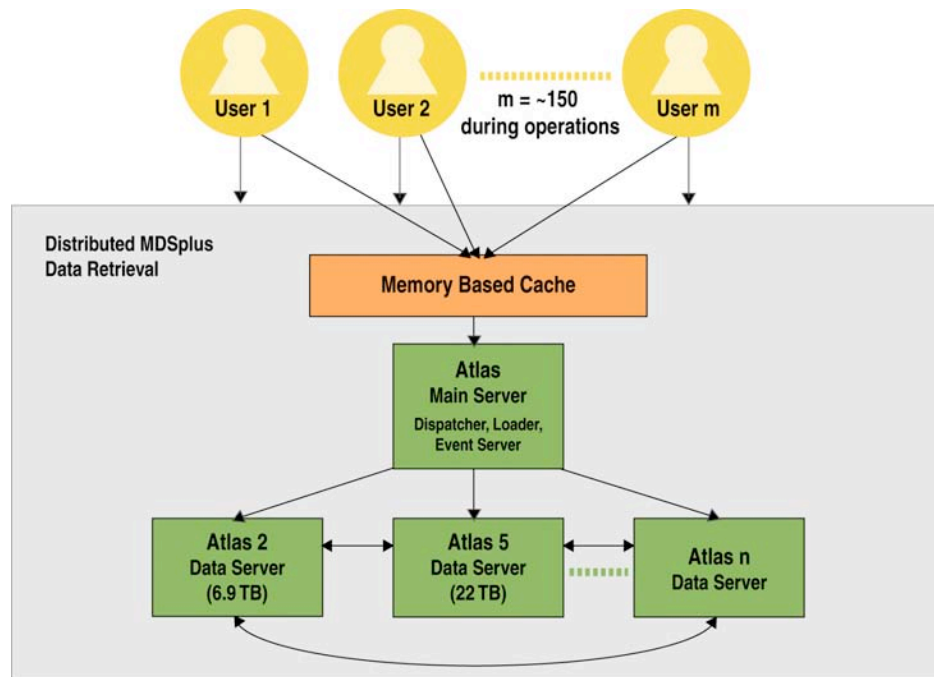 User 1
User 2
m = ~150
during operations
User m
Distributed MDSplus
Data Retrieval
Memory Based Cache
Atlas
Main Server
Dispatcher, Loader,
Event Server
Atlas 2
Data Server
(6.9 TB)
Atlas 5
Data Server
(22 TB)
Atlas n
Data Server